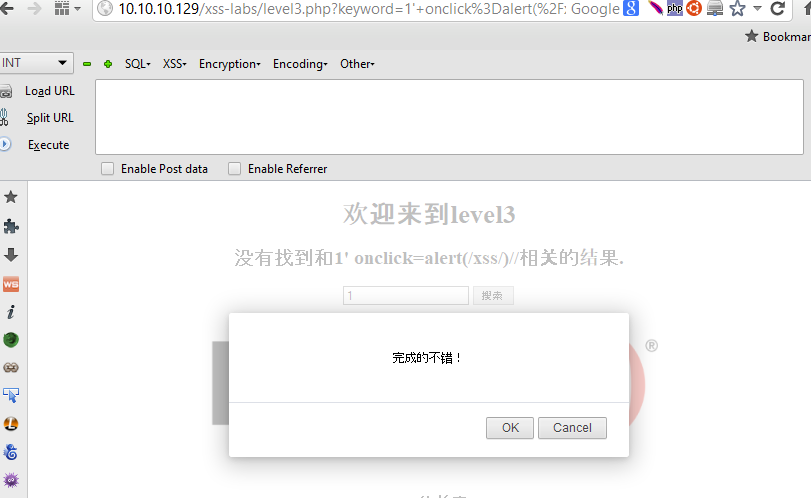 10.10.10.129/xss-labs/level3.php?keyword=1'+onclick%3Dalert(%2F: Google
Bookmar
INT SQL XSS Encryption Encoding Other
Load URL
Split URL
Execute
Enable Post data Enable Referrer
欢迎来到level3
没有找到和1' onclick=alert(/xss/)//相关的结果.
1 搜索
完成的不错！
OK Cancel
®